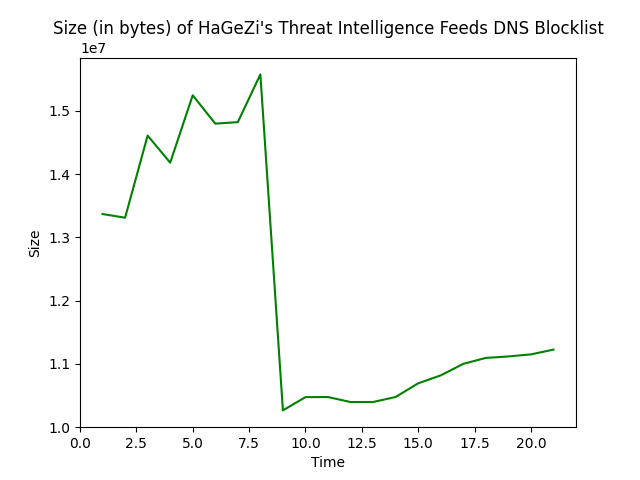 Size (in bytes) of HaGeZi's Threat Intelligence Feeds DNS Blocklist
1e7
1.5
1.4
1.3
1.2
1.1
1.0
Size
0.0 2.5 5.0 7.5 10.0 12.5 15.0 17.5 20.0
Time